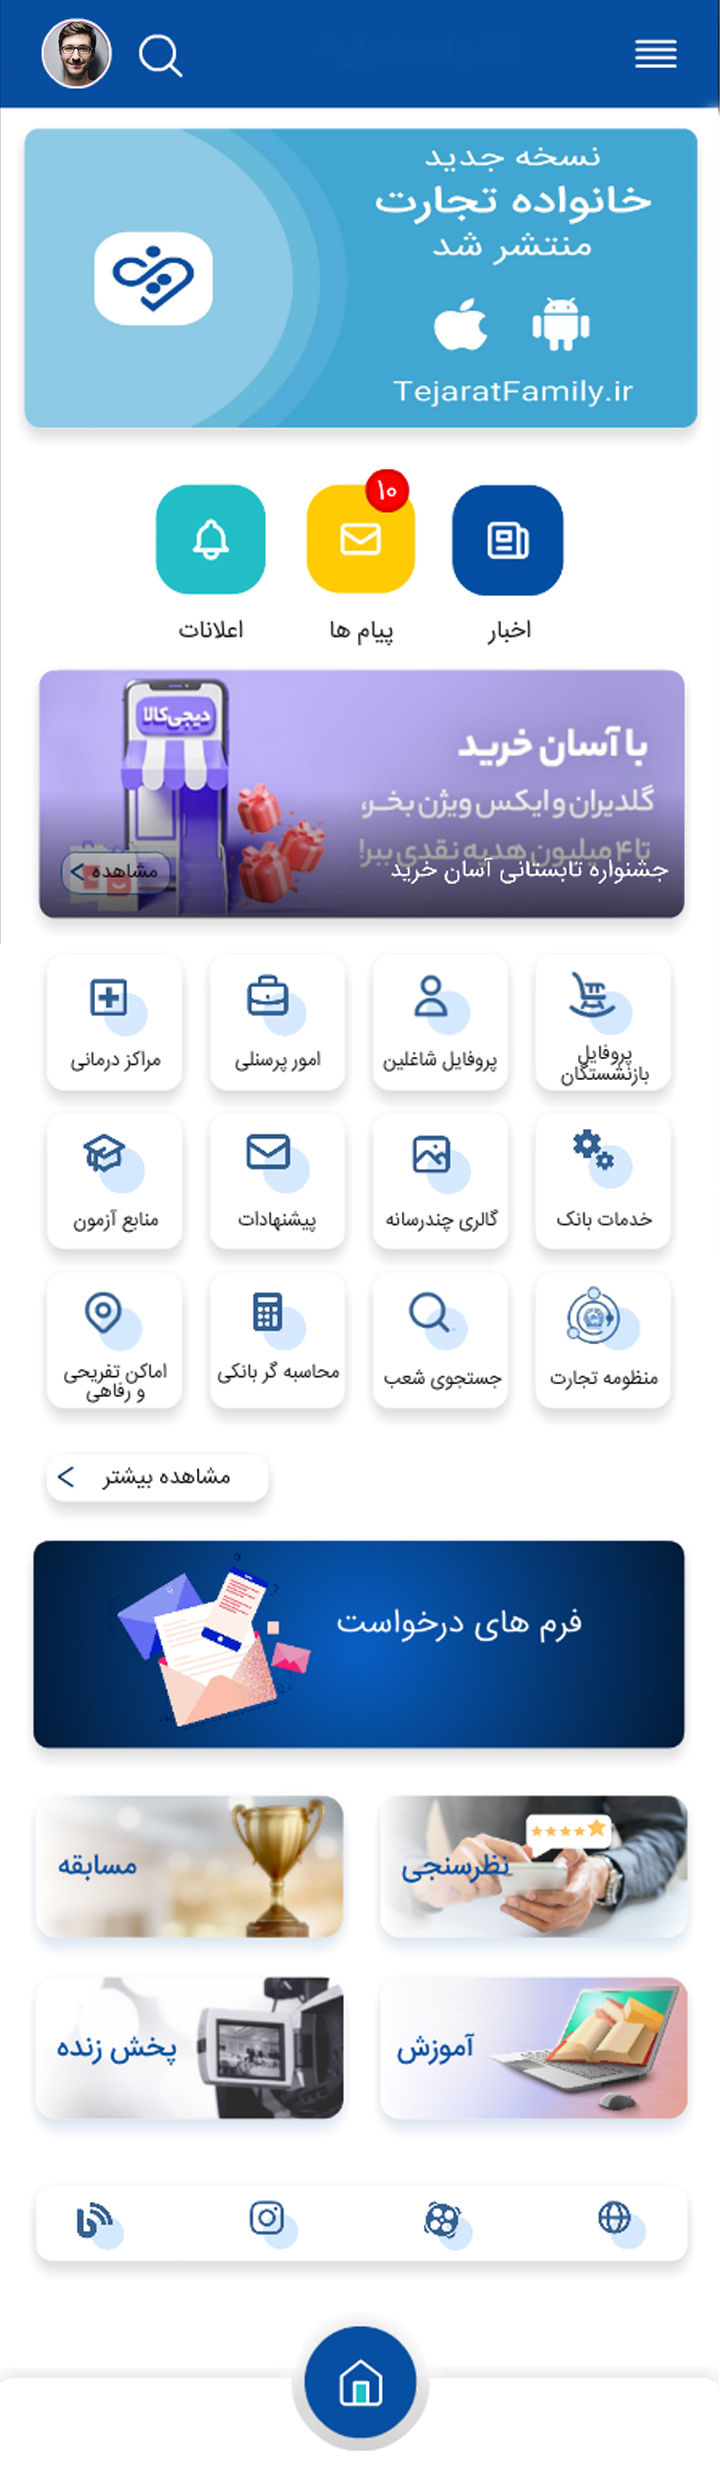 نسخه جدید
خانواده تجارت
منتشر شد
TejaratFamily.ir
۱۰
اخبار
پیام ها
اعلانات
دیجی‌کالا
با آسان خرید
گلدیران و ایکس ویژن بخر،
تا ۴ میلیون هدیه نقدی ببر!
جشنواره تابستانی آسان خرید
مشاهده
پروفایل
بازنشستگان
پروفایل شاغلین
امور پرسنلی
مراکز درمانی
خدمات بانک
گالری چندرسانه
پیشنهادات
منابع آزمون
منظومه تجارت
جستجوی شعب
محاسبه گر بانکی
اماکن تفریحی
و رفاهی
مشاهده بیشتر
فرم های درخواست
نظرسنجی
مسابقه
آموزش
پخش زنده